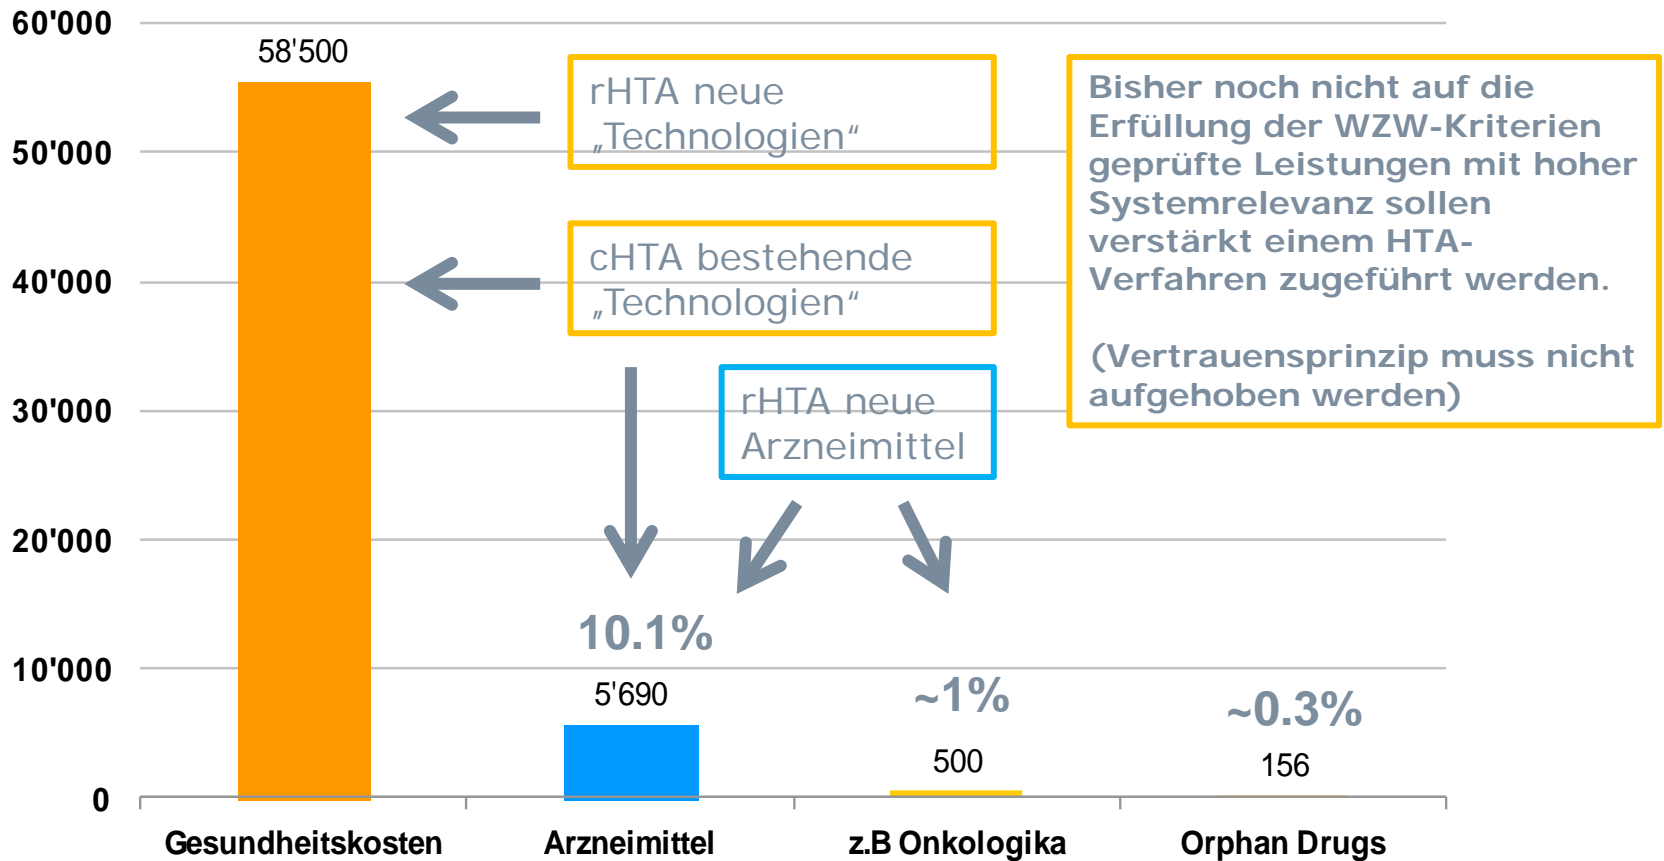 60'000
50'000
40'000
30'000
20'000
10'000
0
58'500
rHTA neue
„Technologien“
cHTA bestehende
„Technologien“
rHTA neue
Arzneimittel
Bisher noch nicht auf die
Erfüllung der WZW-Kriterien
geprüfte Leistungen mit hoher
Systemrelevanz sollen
verstärkt einem HTA-
Verfahren zugeführt werden.
(Vertrauensprinzip muss nicht
aufgehoben werden)
10.1%
5'690
~1%
500
~0.3%
156
Gesundheitskosten
Arzneimittel
z.B Onkologika
Orphan Drugs